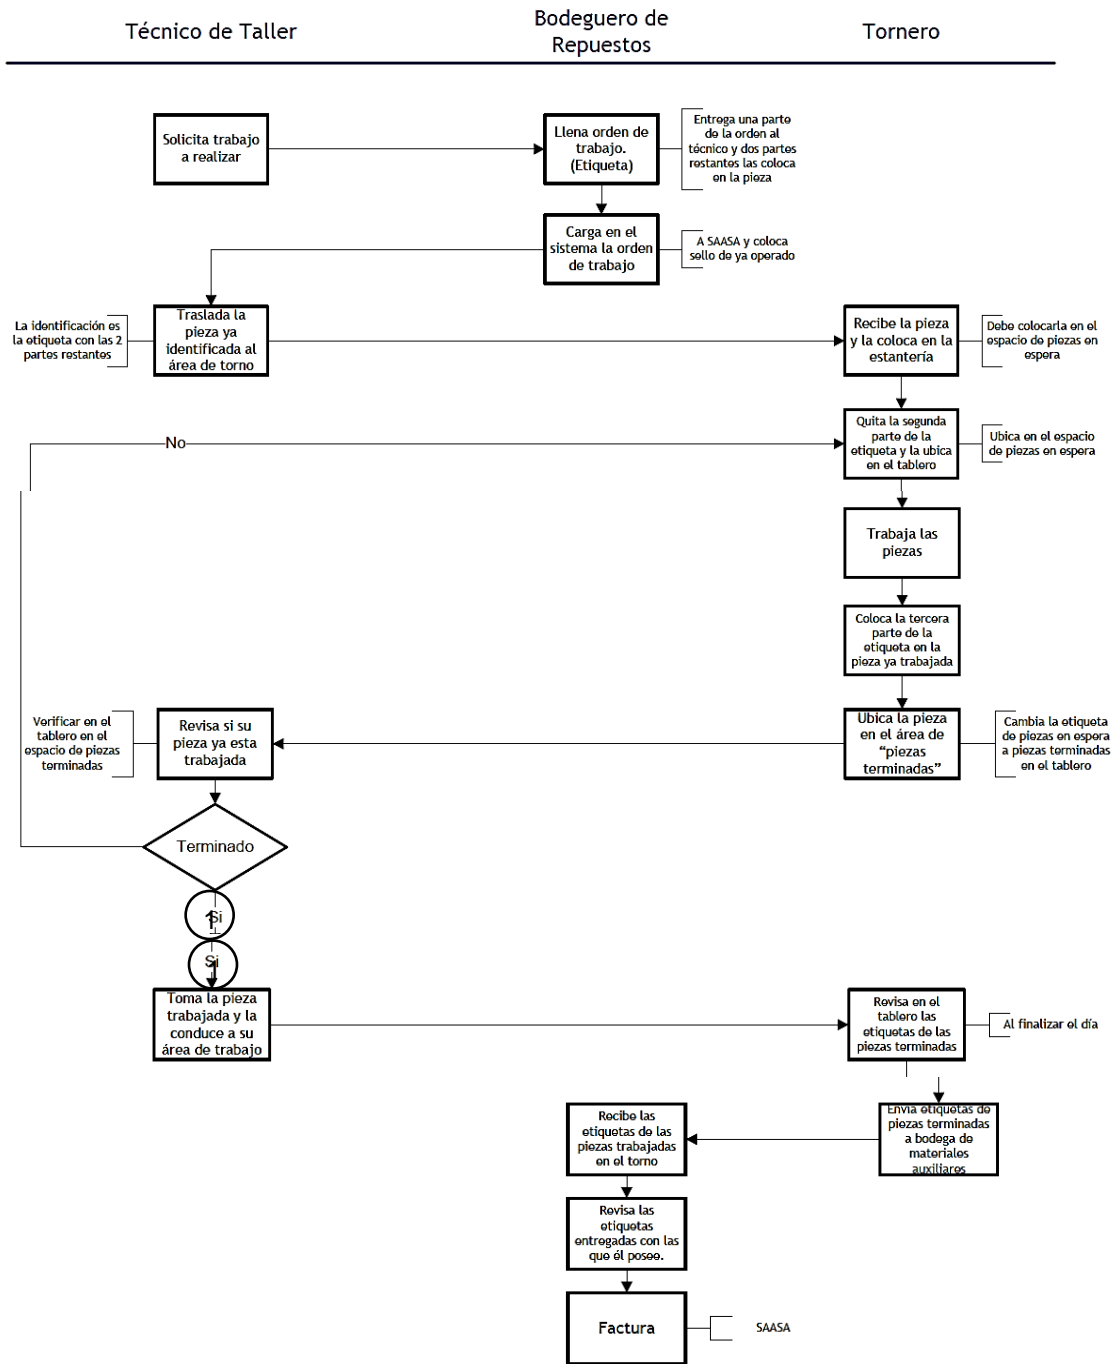 Técnico de Taller
Bodeguero de
Repuestos
Tornero
Solicita trabajo
a realizar
Llena orden de
trabajo.
(Etiqueta)
Entrega una parte
de la orden al
técnico y dos partes
restantes las coloca
en la pieza
Carga en el
sistema la orden
de trabajo
A SAASA y coloca
sello de ya operado
La identificación es
la etiqueta con las 2
partes restantes
Traslada la
pieza ya
identificada al
área de torno
Recibe la pieza
y la coloca en la
estantería
Debe colocarla en el
espacio de piezas en
espera
No
Quita la segunda
parte de la
etiqueta y la ubica
en el tablero
Ubica en el espacio
de piezas en espera
Trabaja las
piezas
Coloca la tercera
parte de la
etiqueta en la
pieza ya trabajada
Verificar en el
tablero en el
espacio de piezas
terminadas
Revisa si su
pieza ya esta
trabajada
Ubica la pieza
en el área de
“piezas
terminadas”
Cambia la etiqueta
de piezas en espera
a piezas terminadas
en el tablero
Terminado
Si
1
Si
1
Toma la pieza
trabajada y la
conduce a su
área de trabajo
Revisa en el
tablero las
etiquetas de las
piezas terminadas
Al finalizar el día
Envía etiquetas de
piezas terminadas
a bodega de
materiales
auxiliares
Recibe las
etiquetas de las
piezas trabajadas
en el torno
Revisa las
etiquetas
entregadas con las
que él posee.
Factura
SAASA